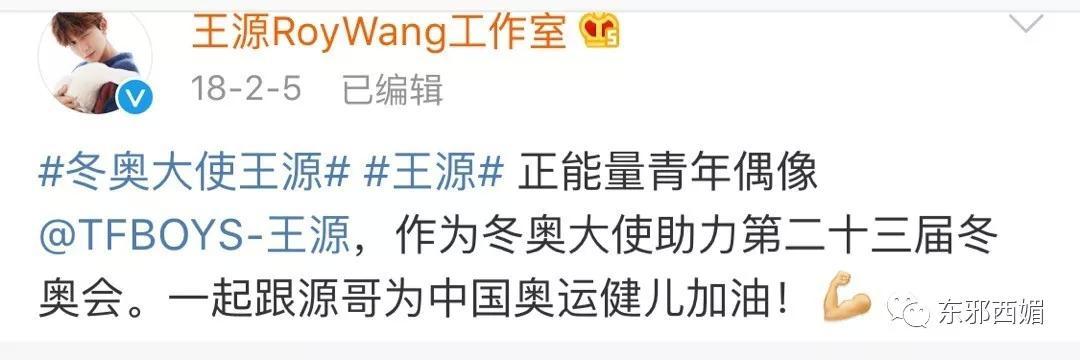 王源RoyWang工作室
18-2-5 已编辑
#冬奥大使王源# #王源# 正能量青年偶像
@TFBOYS-王源，作为冬奥大使助力第二十三届冬
奥会。一起跟源哥为中国奥运健儿加油！
东邪西媚